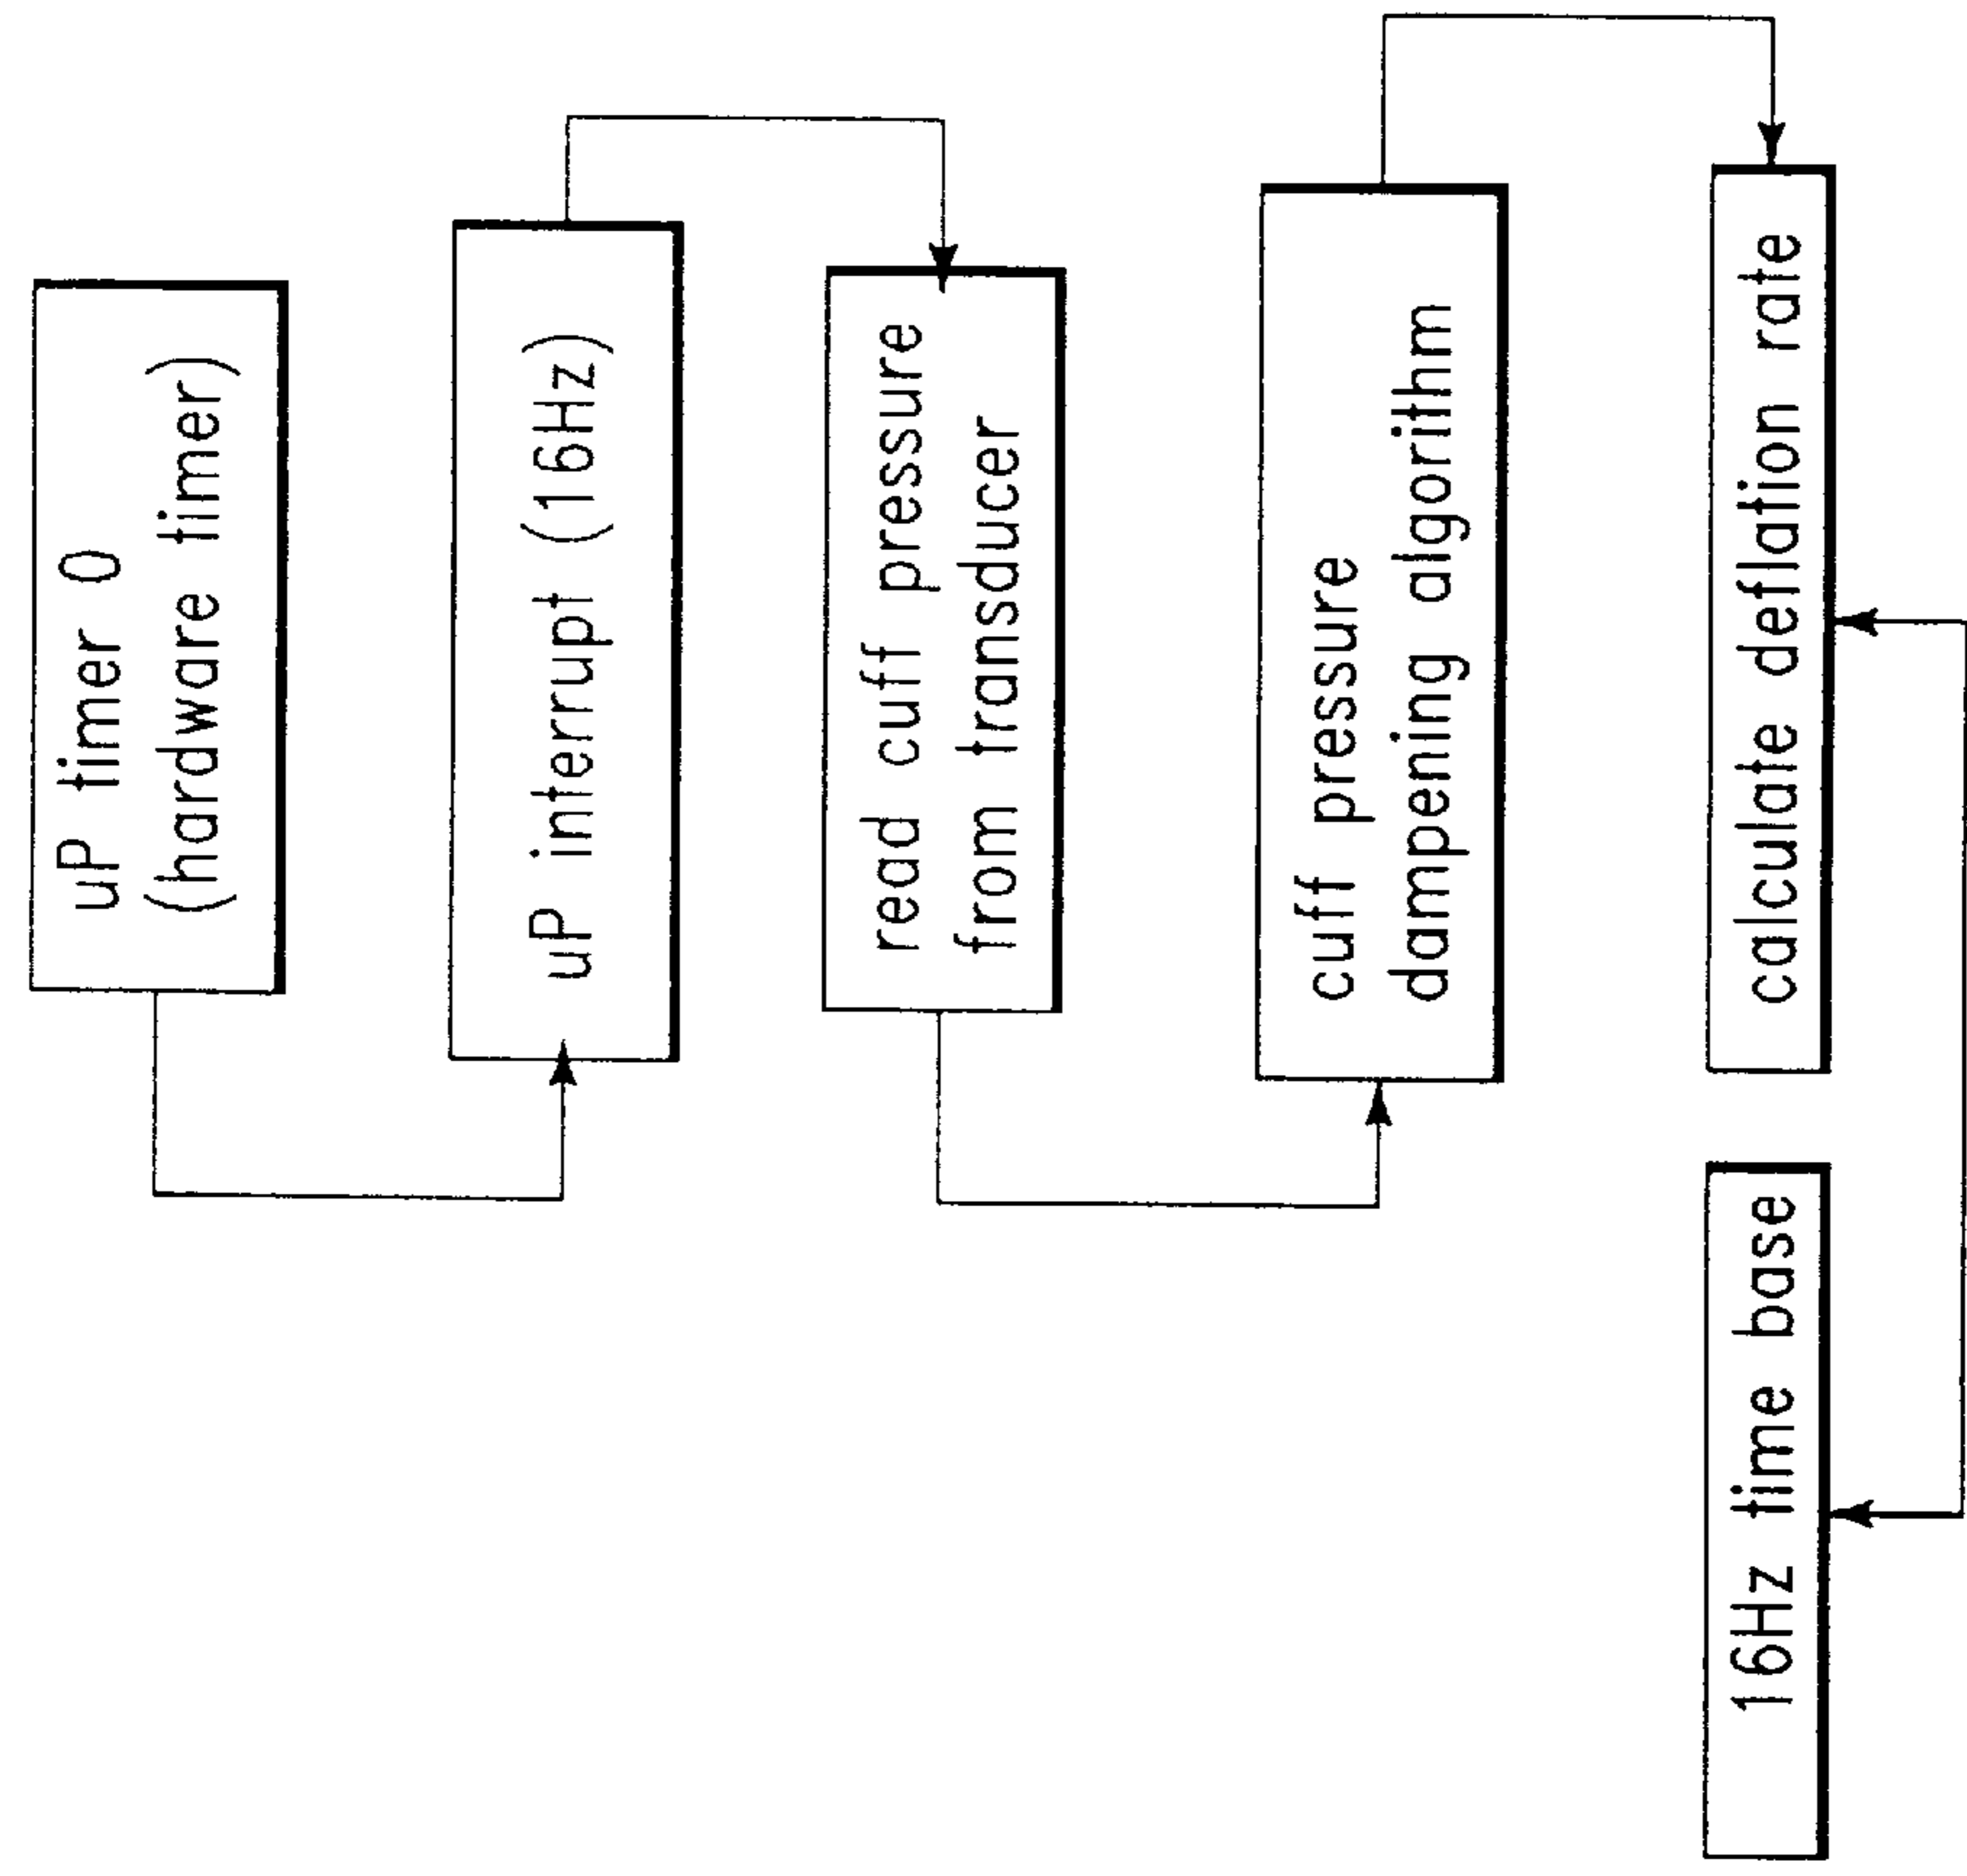 uP timer 0
(hardware timer)
uP interrupt (16Hz)
read cuff pressure
from transducer
cuff pressure
dampening algorithm
calculate deflation rate
16Hz time base